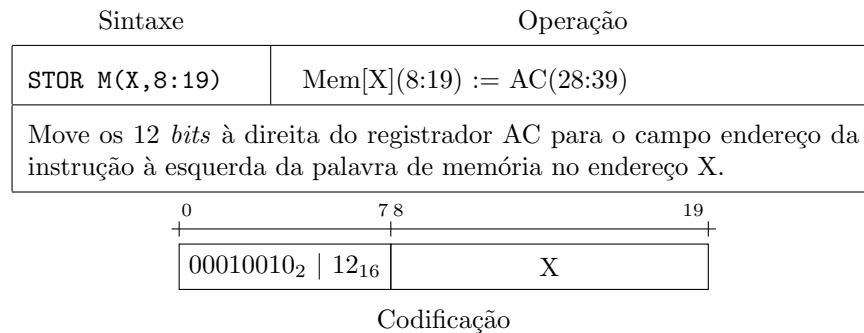 Sintaxe Operação
STOR M(X,8:19) Mem[X](8:19) := AC(28:39)
Move os 12 bits à direita do registrador AC para o campo endereço da
instrução à esquerda da palavra de memória no endereço X.
0 7 8 19
00010010₂ | 12₁₆ X
Codificação